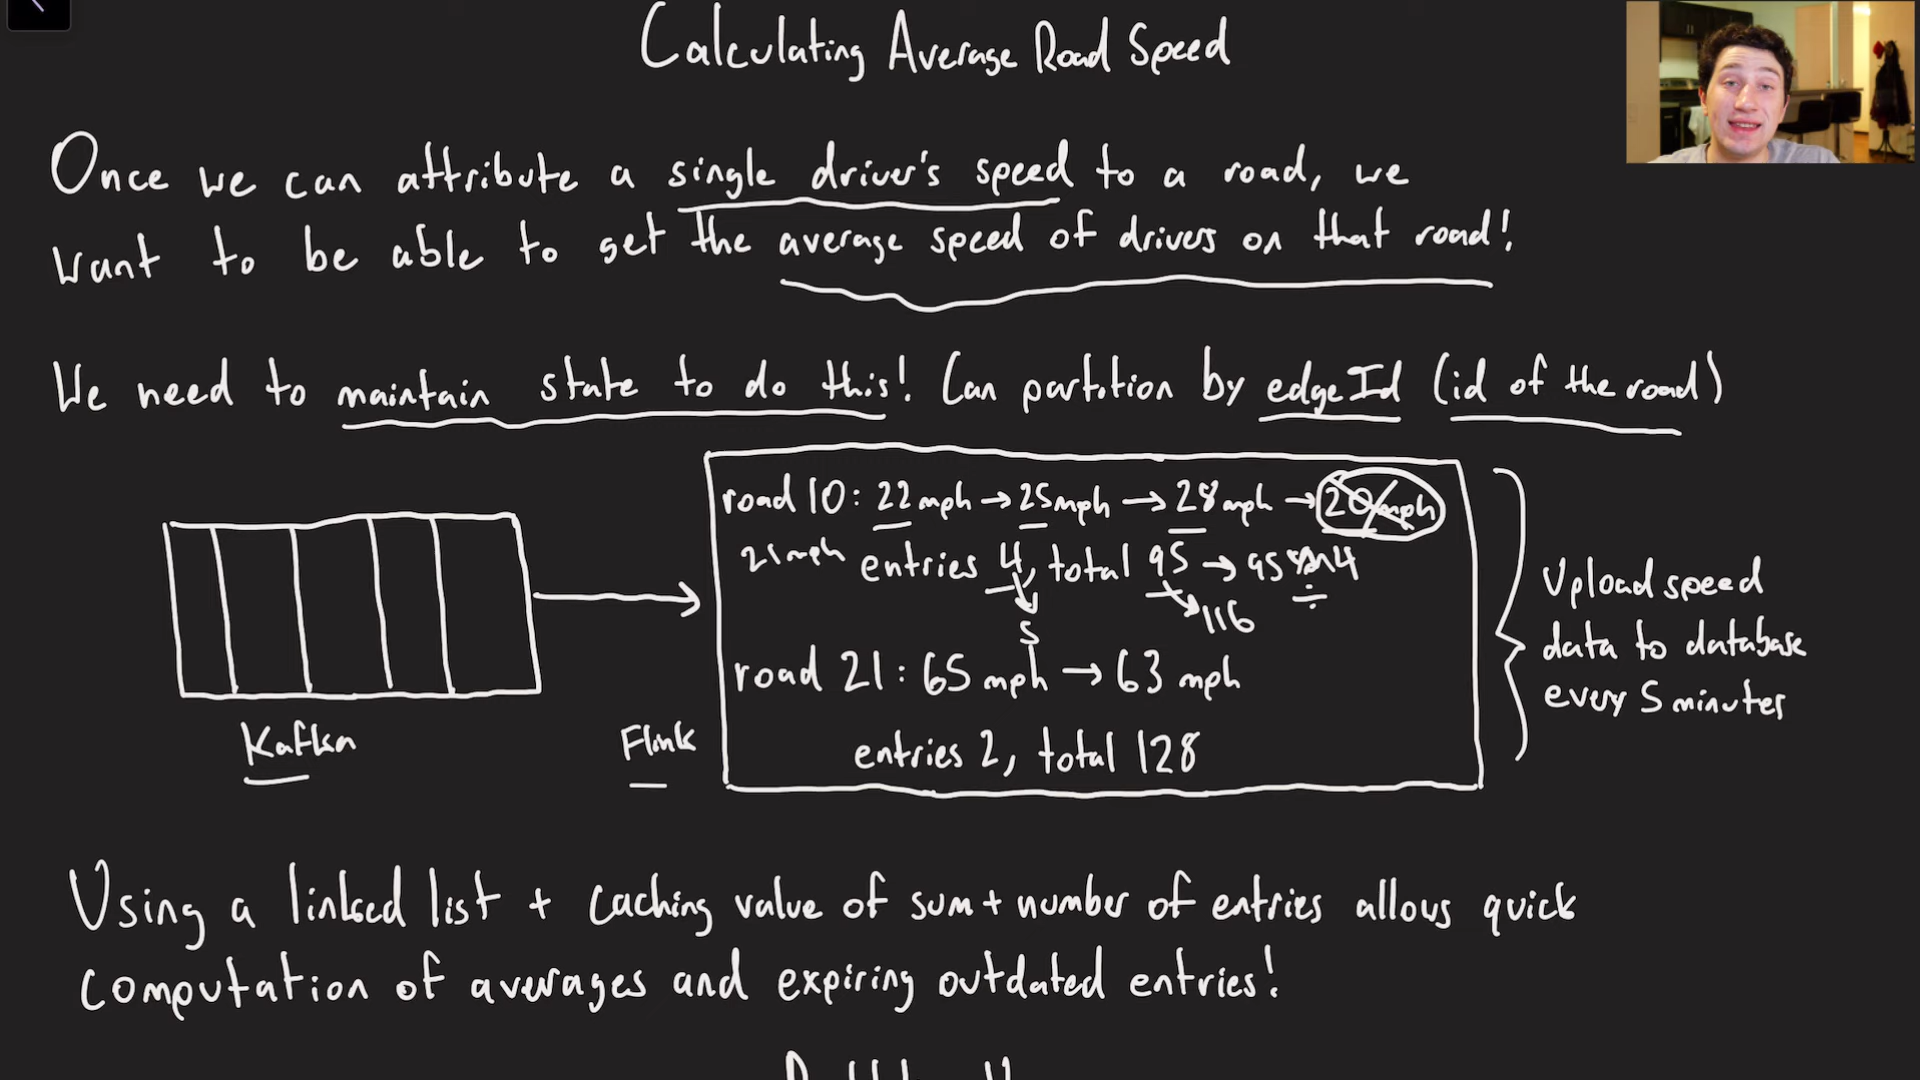 Calculating Average Road Speed
Once we can attribute a single driver's speed to a road, we
want to be able to get the average speed of drivers on that road!
We need to maintain state to do this! Can partition by edgeId (id of the road)
road 10: 22 mph → 25 mph → 28 mph → 20 mph
21 mph entries 4, total 95 → 95 ÷ 4
5
116
road 21: 65 mph → 63 mph
entries 2, total 128
Kafka
Flink
Upload speed
data to database
every 5 minutes
Using a linked list + caching value of sum + number of entries allows quick
computation of averages and expiring outdated entries!